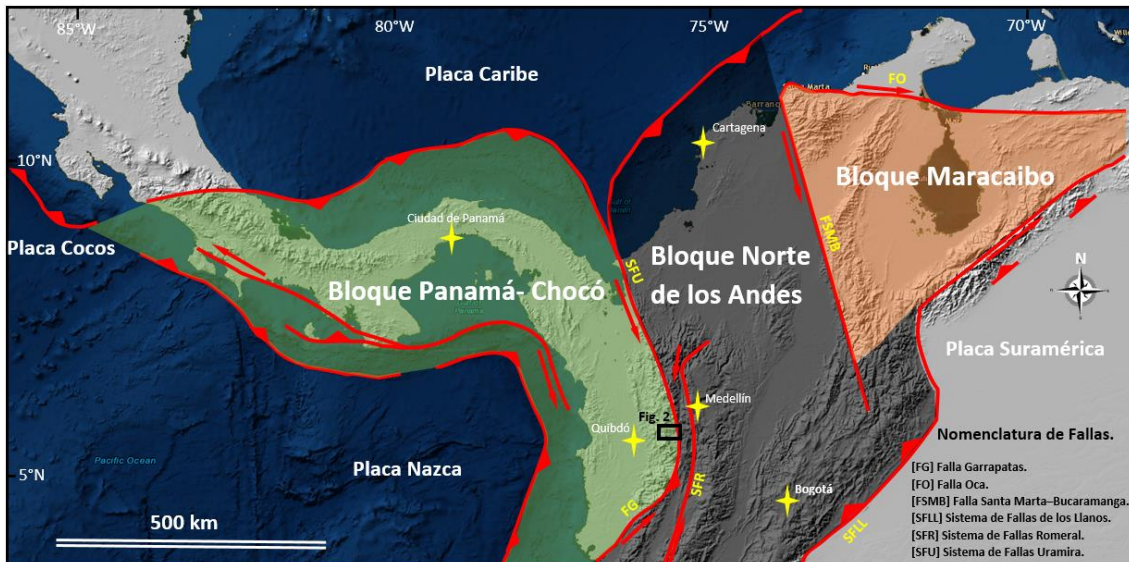 85°W
80°W
75°W
70°W
Placa Caribe
FO
Cartagena
10°N
Bloque Maracaibo
Ciudad de Panamá
Placa Cocos
SFU
FSMB
Bloque Norte
de los Andes
N
Bloque Panamá- Chocó
Panama
Placa Suramérica
Medellín
Fig. 2
Quibdó
Nomenclatura de Fallas.
5°N
Pacific Ocean
Placa Nazca
SFR
Bogotá
FG
SFLL
500 km
[FG] Falla Garrapatas.
[FO] Falla Oca.
[FSMB] Falla Santa Marta–Bucaramanga.
[SFLL] Sistema de Fallas de los Llanos.
[SFR] Sistema de Fallas Romeral.
[SFU] Sistema de Fallas Uramira.